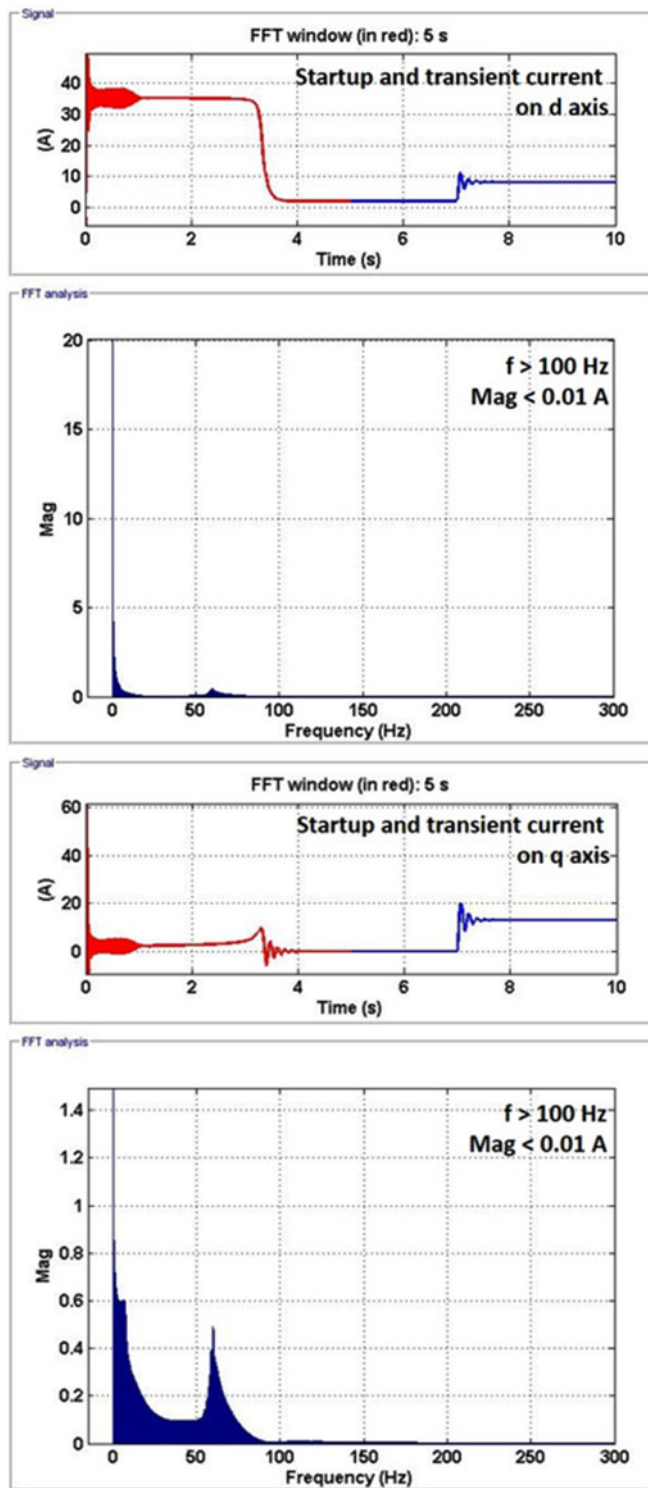 Signal
FFT window (in red): 5 s
Startup and transient current
on d axis
(A)
40
30
20
10
0
0
2
4
6
8
10
Time (s)
FFT analysis
f > 100 Hz
Mag < 0.01 A
Mag
20
15
10
5
0
0
50
100
150
200
250
300
Frequency (Hz)
Signal
FFT window (in red): 5 s
Startup and transient current
on q axis
(A)
60
40
20
0
0
2
4
6
8
10
Time (s)
FFT analysis
f > 100 Hz
Mag < 0.01 A
Mag
1.4
1.2
1
0.8
0.6
0.4
0.2
0
0
50
100
150
200
250
300
Frequency (Hz)